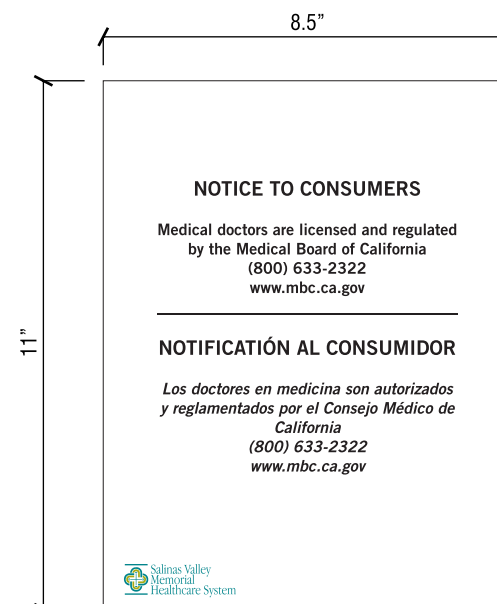 8.5”
11”
NOTICE TO CONSUMERS
Medical doctors are licensed and regulated
by the Medical Board of California
(800) 633-2322
www.mbc.ca.gov
NOTIFICATIÓN AL CONSUMIDOR
Los doctores en medicina son autorizados
y reglamentados por el Consejo Médico de
California
(800) 633-2322
www.mbc.ca.gov
Salinas Valley
Memorial
Healthcare System